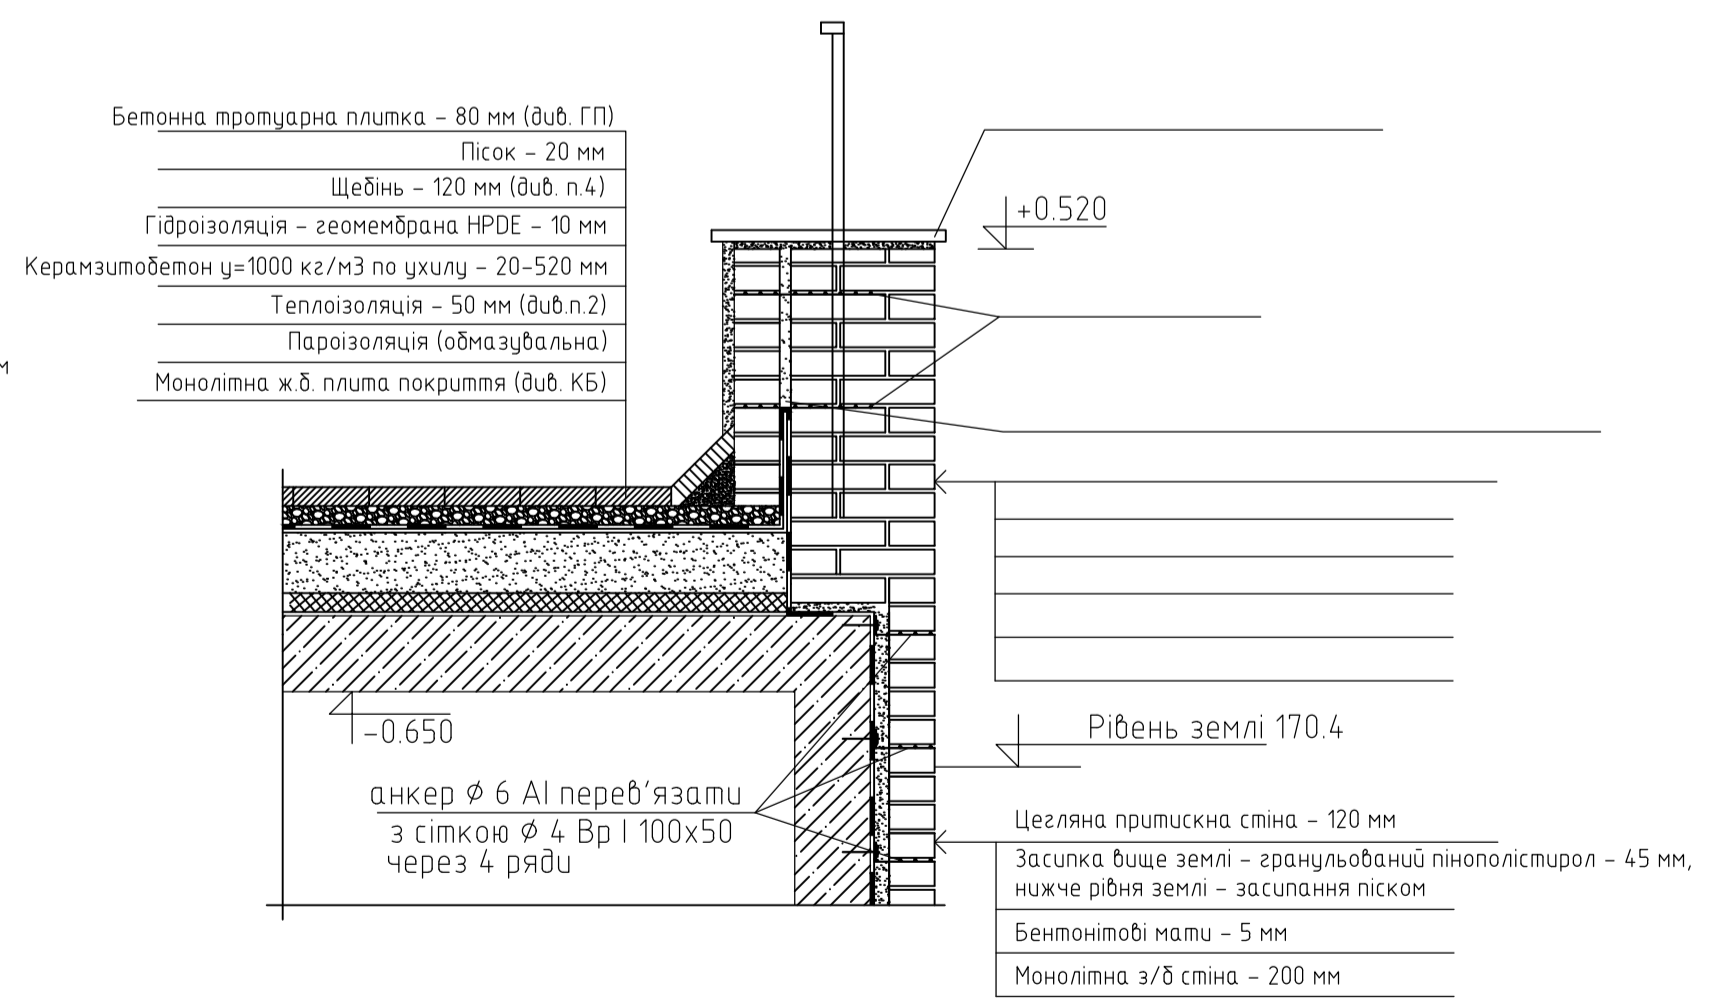 Бетонна тротуарна плитка – 80 мм (див. ГП)
Пісок – 20 мм
Щебінь – 120 мм (див. п.4)
Гідроізоляція – геомембрана HPDE – 10 мм
Керамзитобетон y=1000 кг/м3 по ухилу – 20-520 мм
Теплоізоляція – 50 мм (див.п.2)
Пароізоляція (обмазувальна)
м
Монолітна ж.б. плита покриття (див. КБ)
+0.520
-0.650
Рівень землі 170.4
анкер Ø 6 АІ перев'язати
з сіткою Ø 4 Вр І 100х50
через 4 ряди
Цегляна притискна стіна – 120 мм
Засипка вище землі – гранульований пінополістирол – 45 мм,
нижче рівня землі – засипання піском
Бентонітові мати – 5 мм
Монолітна з/б стіна – 200 мм